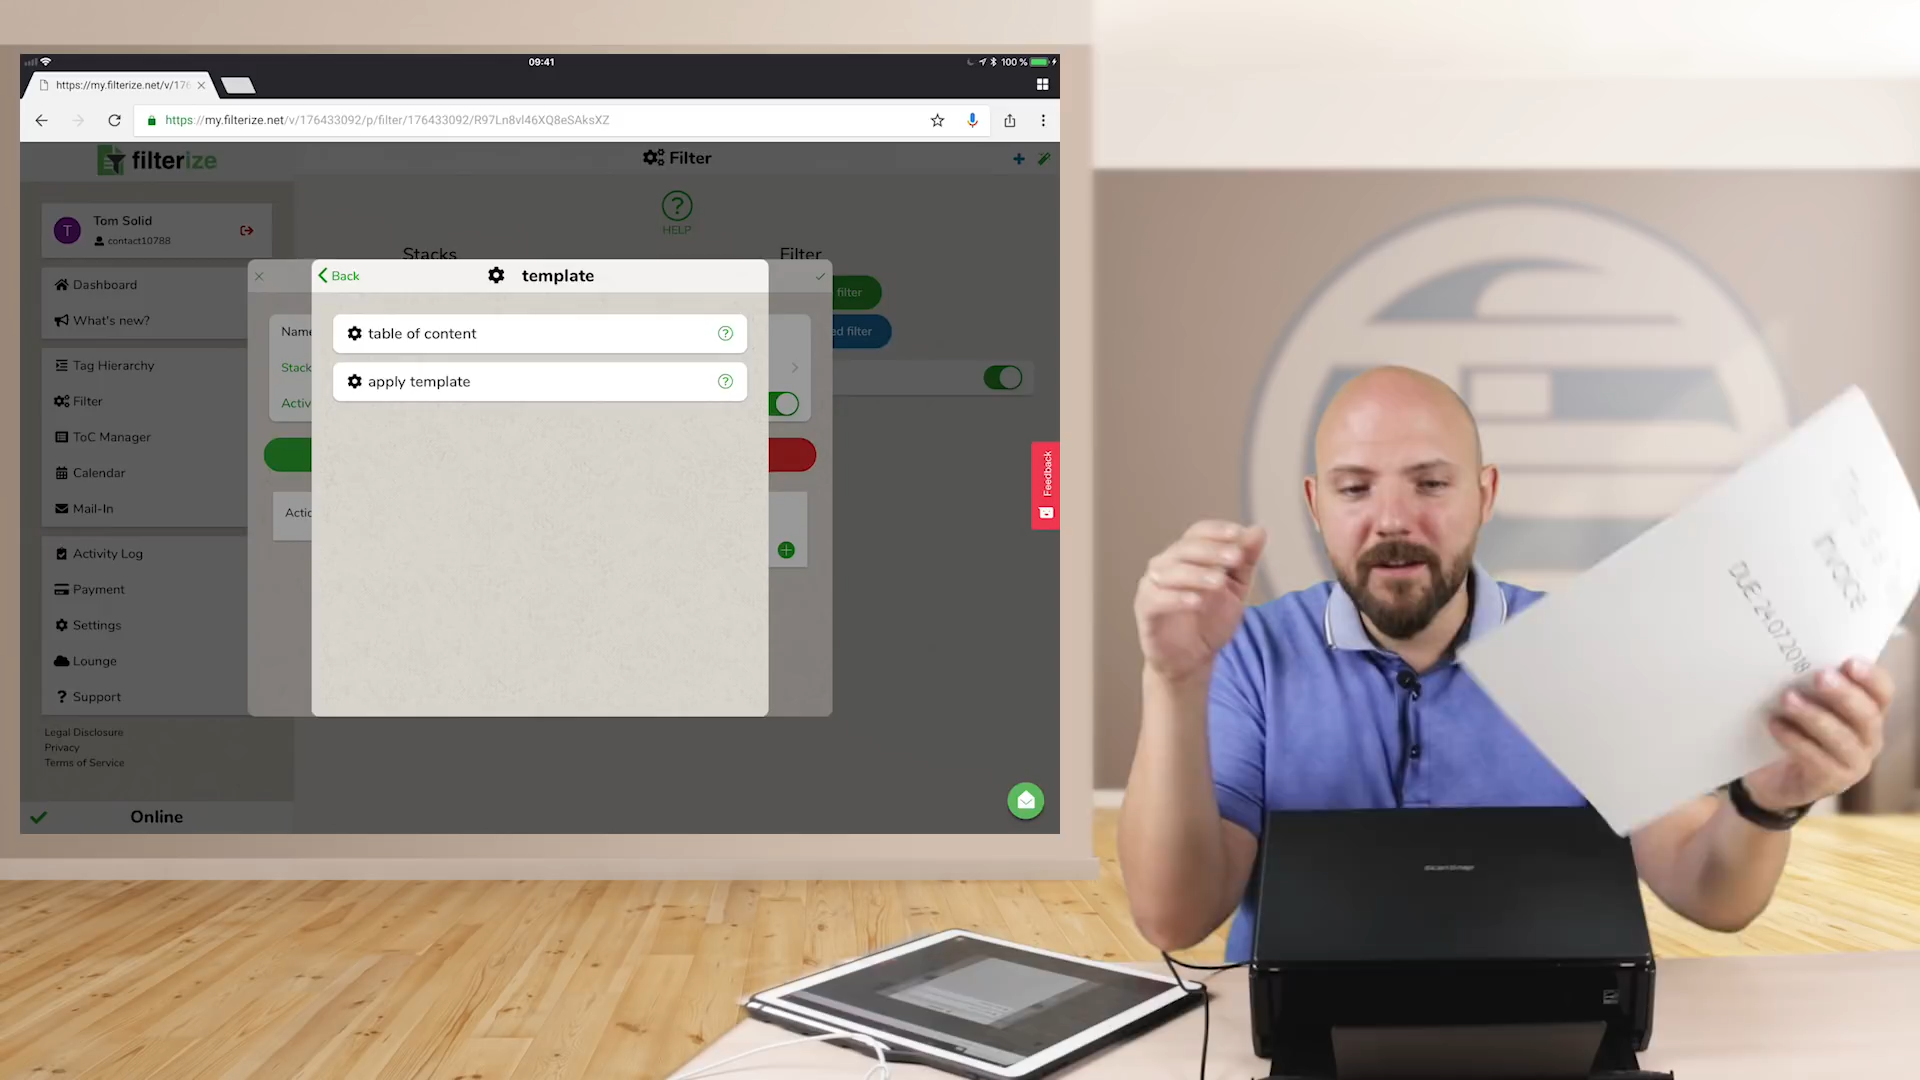 09:41
100 %
https://my.filterize.net/v/176
https://my.filterize.net/v/176433092/p/filter/176433092/R97Ln8vl46XQ8eSAksXZ
filterize
Filter
T
Tom Solid
contact10788
HELP
Stacks
Filter
Dashboard
What's new?
Tag Hierarchy
Filter
ToC Manager
Calendar
Mail-In
Activity Log
Payment
Settings
Lounge
Support
Legal Disclosure
Privacy
Terms of Service
Online
Back
template
table of content
apply template
Name
Stack
Activ
Actic
filter
ed filter
Feedback
INVOICE
DUE: 24.07.2018
ScanSnap